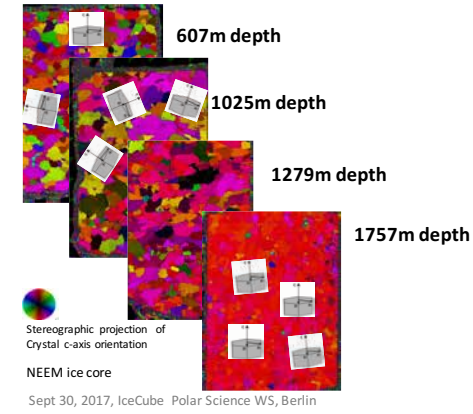 607m depth
1025m depth
1279m depth
1757m depth
Stereographic projection of
Crystal c-axis orientation
NEEM ice core
Sept 30, 2017, IceCube Polar Science WS, Berlin